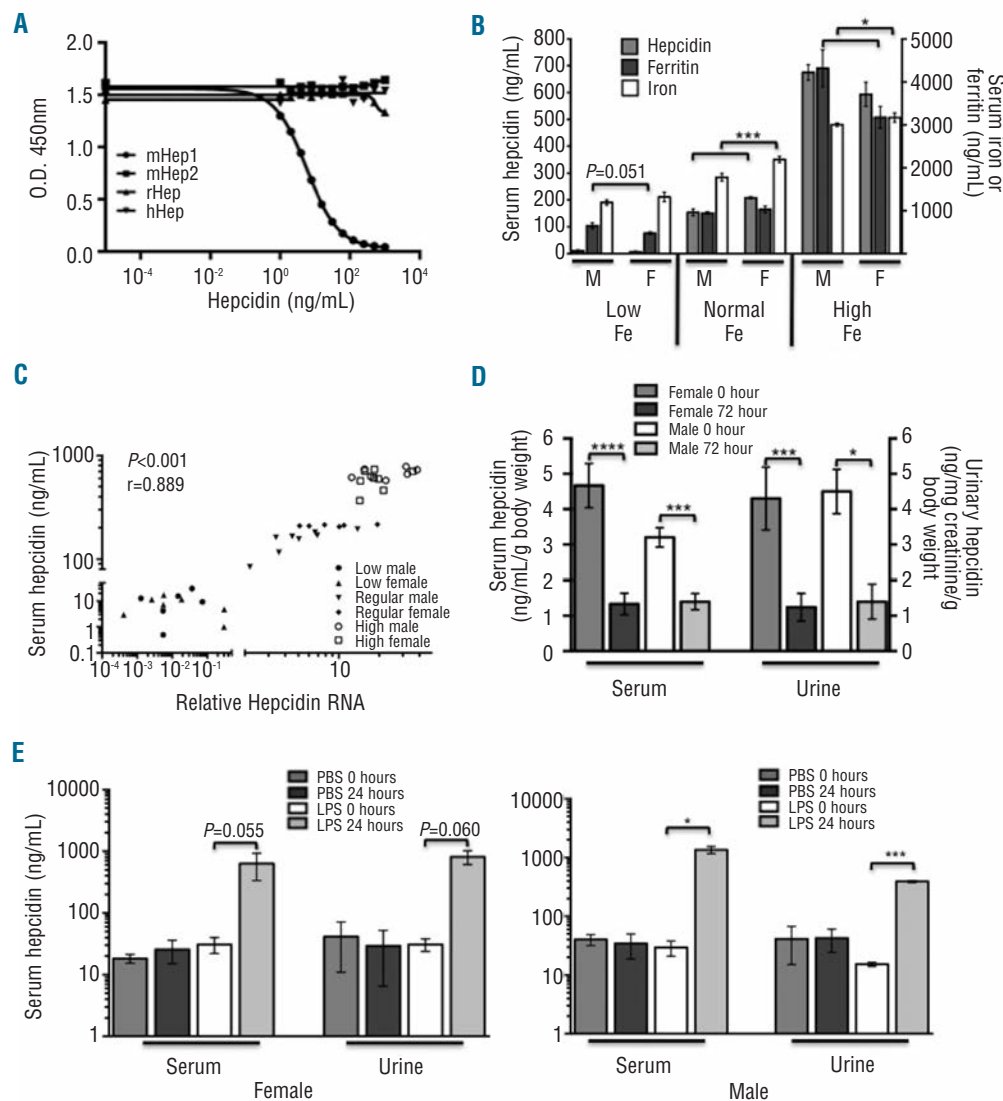 A
2.0
1.5
1.0
0.5
0.0
O.D. 450nm
mHep1
mHep2
rHep
hHep
10⁻⁴ 10⁻² 10⁰ 10² 10⁴
Hepcidin (ng/mL)
B
800
700
600
500
400
300
200
100
0
Serum hepcidin (ng/mL)
Hepcidin
Ferritin
Iron
P=0.051
***
*
5000
4000
3000
2000
1000
Serum iron or
ferritin (ng/mL)
M F M F M F
Low Normal High
Fe Fe Fe
C
1000
100
10
1
0.1
Serum hepcidin (ng/mL)
P<0.001
r=0.889
Low male
Low female
Regular male
Regular female
High male
High female
10⁻⁴ 10⁻³ 10⁻² 10⁻¹ 10
Relative Hepcidin RNA
D
Female 0 hour
Female 72 hour
Male 0 hour
Male 72 hour
6
5
4
3
2
1
0
Serum hepcidin
(ng/mL/g body weight)
****
***
***
*
6
5
4
3
2
1
0
Urinary hepcidin
(ng/mg creatinine/g
body weight
Serum Urine
E
10000
1000
100
10
1
Serum hepcidin (ng/mL)
PBS 0 hours
PBS 24 hours
LPS 0 hours
LPS 24 hours
P=0.055
P=0.060
Serum Urine
Female
10000
1000
100
10
1
PBS 0 hours
PBS 24 hours
LPS 0 hours
LPS 24 hours
*
***
Serum Urine
Male